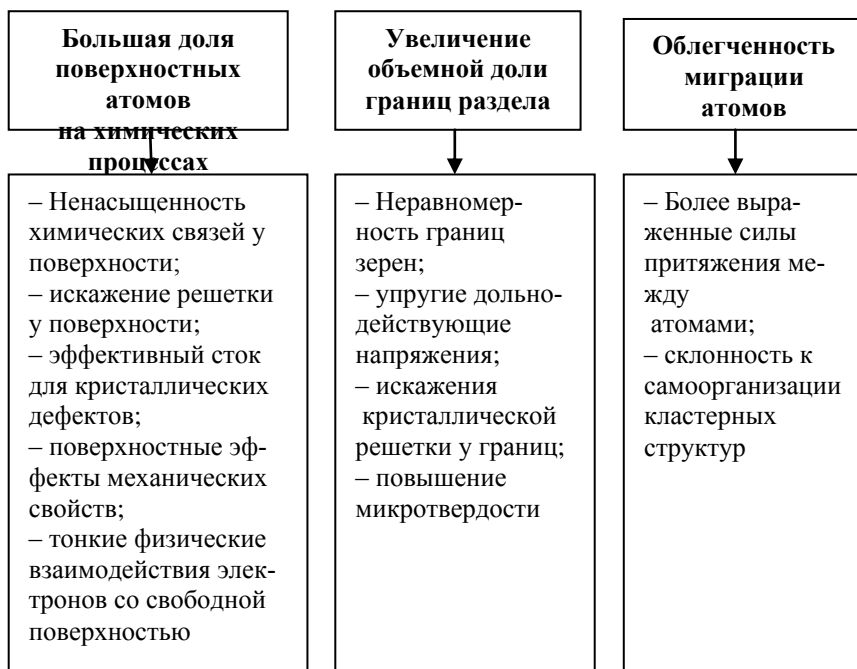 Большая доля
поверхностных
атомов
на химических
процессах
Увеличение
объемной доли
границ раздела
Облегченность
миграции
атомов
– Ненасыщенность
химических связей у
поверхности;
– искажение решетки
у поверхности;
– эффективный сток
для кристаллических
дефектов;
– поверхностные эф-
фекты механических
свойств;
– тонкие физические
взаимодействия элек-
тронов со свободной
поверхностью
– Неравномер-
ность границ
зерен;
– упругие дольно-
действующие
напряжения;
– искажения
кристаллической
решетки у границ;
– повышение
микротвердости
– Более выра-
женные силы
притяжения ме-
жду
атомами;
– склонность к
самоорганизации
кластерных
структур